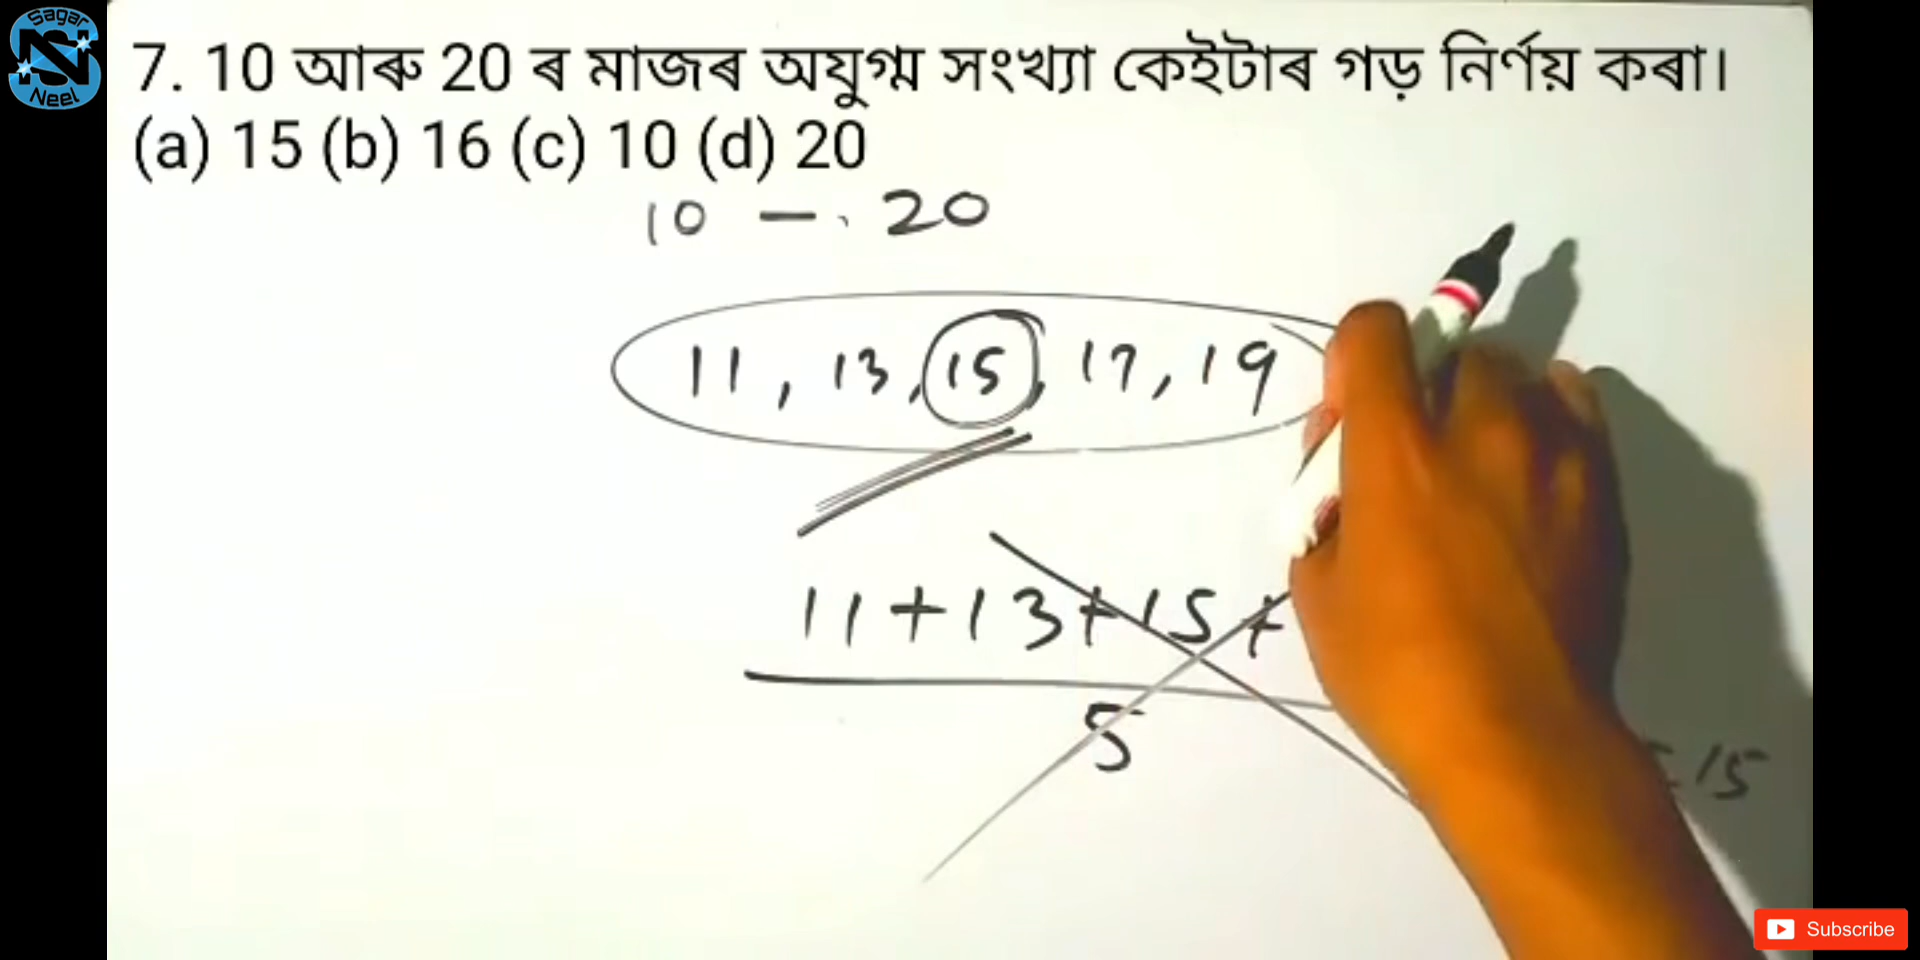 Sagar
Neel
7. 10 আৰু 20 ৰ মাজৰ অযুগ্ম সংখ্যা কেইটাৰ গড় নিৰ্ণয় কৰা।
(a) 15 (b) 16 (c) 10 (d) 20
10 — 20
11, 13, 15, 17, 19
11+13+15+
5
15
Subscribe